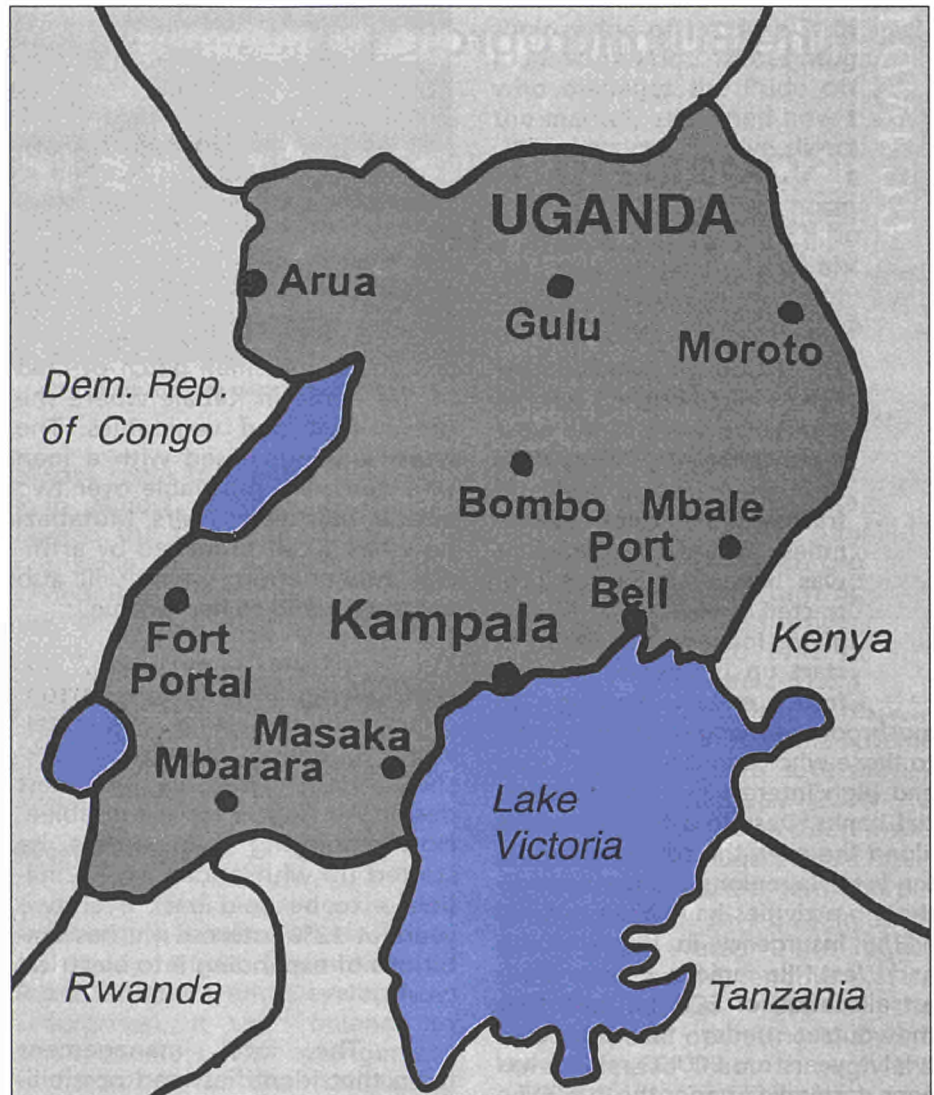 UGANDA
Arua
Gulu
Moroto
Dem. Rep.
of Congo
Bombo
Mbale
Port
Bell
Kampala
Kenya
Fort
Portal
Masaka
Mbarara
Lake
Victoria
Rwanda
Tanzania